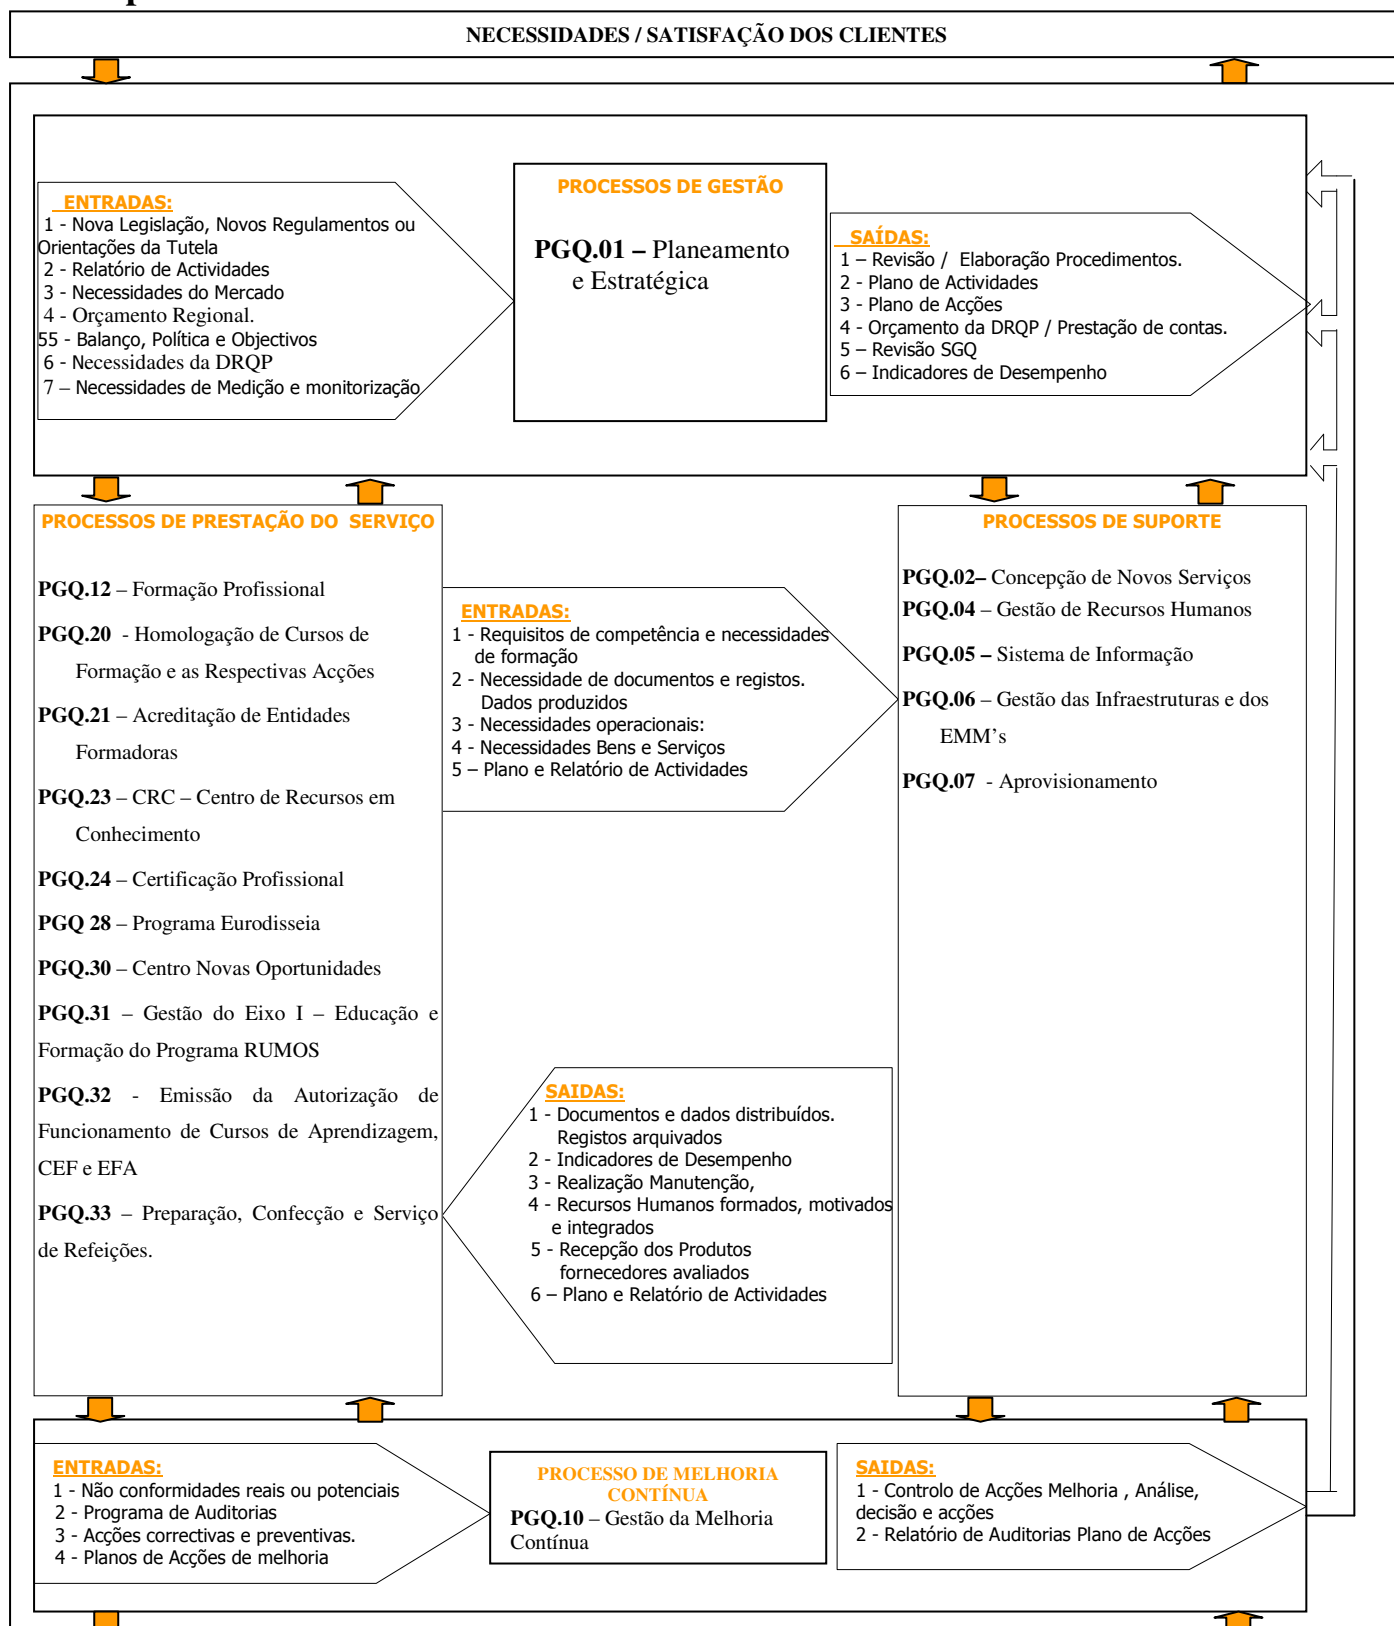 NECESSIDADES / SATISFAÇÃO DOS CLIENTES
ENTRADAS:
1 - Nova Legislação, Novos Regulamentos ou
Orientações da Tutela
2 - Relatório de Actividades
3 - Necessidades do Mercado
4 - Orçamento Regional.
55 - Balanço, Política e Objectivos
6 - Necessidades da DRQP
7 – Necessidades de Medição e monitorização
PROCESSOS DE GESTÃO
PGQ.01 – Planeamento
e Estratégica
SAÍDAS:
1 – Revisão / Elaboração Procedimentos.
2 - Plano de Actividades
3 - Plano de Acções
4 - Orçamento da DRQP / Prestação de contas.
5 – Revisão SGQ
6 – Indicadores de Desempenho
PROCESSOS DE PRESTAÇÃO DO SERVIÇO
PGQ.12 – Formação Profissional
PGQ.20 - Homologação de Cursos de
Formação e as Respectivas Acções
PGQ.21 – Acreditação de Entidades
Formadoras
PGQ.23 – CRC – Centro de Recursos em
Conhecimento
PGQ.24 – Certificação Profissional
PGQ 28 – Programa Eurodisseia
PGQ.30 – Centro Novas Oportunidades
PGQ.31 – Gestão do Eixo I – Educação e
Formação do Programa RUMOS
PGQ.32 - Emissão da Autorização de
Funcionamento de Cursos de Aprendizagem,
CEF e EFA
PGQ.33 – Preparação, Confecção e Serviço
de Refeições.
ENTRADAS:
1 - Requisitos de competência e necessidades
de formação
2 - Necessidade de documentos e registos.
Dados produzidos
3 - Necessidades operacionais:
4 - Necessidades Bens e Serviços
5 – Plano e Relatório de Actividades
SAIDAS:
1 - Documentos e dados distribuídos.
Registos arquivados
2 - Indicadores de Desempenho
3 - Realização Manutenção,
4 - Recursos Humanos formados, motivados
e integrados
5 - Recepção dos Produtos
fornecedores avaliados
6 – Plano e Relatório de Actividades
PROCESSOS DE SUPORTE
PGQ.02– Concepção de Novos Serviços
PGQ.04 – Gestão de Recursos Humanos
PGQ.05 – Sistema de Informação
PGQ.06 – Gestão das Infraestruturas e dos
EMM's
PGQ.07 - Aprovisionamento
ENTRADAS:
1 - Não conformidades reais ou potenciais
2 - Programa de Auditorias
3 - Acções correctivas e preventivas.
4 - Planos de Acções de melhoria
PROCESSO DE MELHORIA
CONTÍNUA
PGQ.10 – Gestão da Melhoria
Contínua
SAIDAS:
1 - Controlo de Acções Melhoria , Análise,
decisão e acções
2 - Relatório de Auditorias Plano de Acções